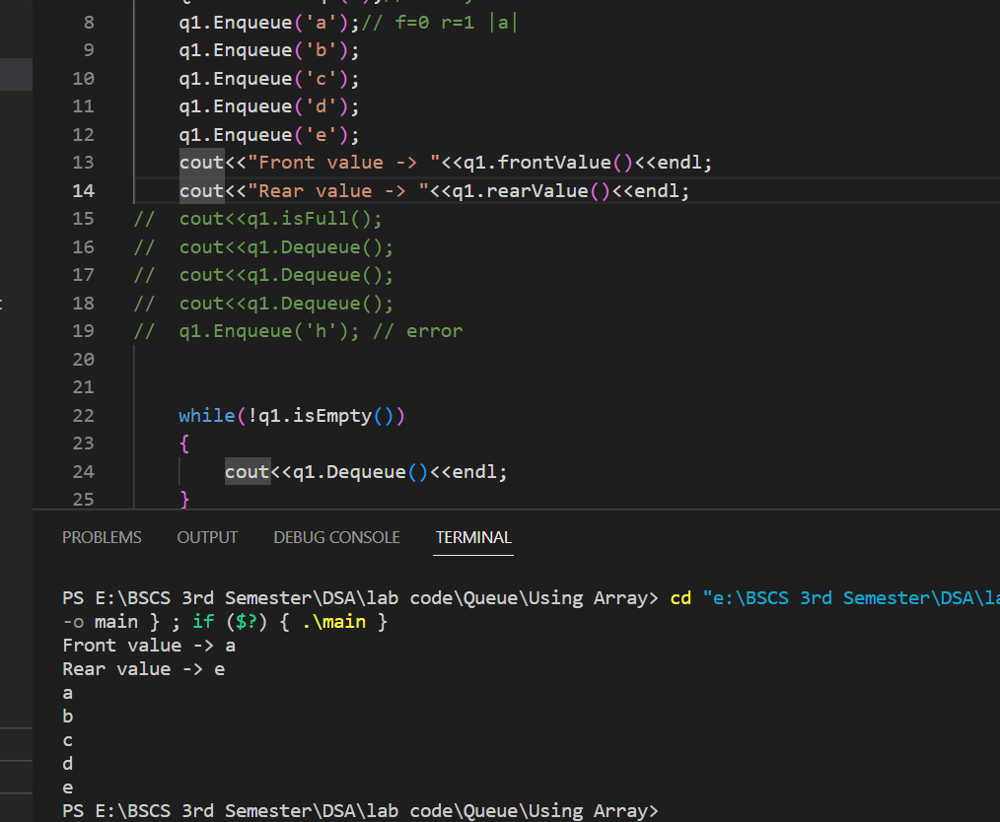 8 q1.Enqueue('a');// f=0 r=1 |a|
9 q1.Enqueue('b');
10 q1.Enqueue('c');
11 q1.Enqueue('d');
12 q1.Enqueue('e');
13 cout<<"Front value -> "<<q1.frontValue()<<endl;
14 cout<<"Rear value -> "<<q1.rearValue()<<endl;
15 //  cout<<q1.isFull();
16 //  cout<<q1.Dequeue();
17 //  cout<<q1.Dequeue();
18 //  cout<<q1.Dequeue();
19 //  q1.Enqueue('h'); // error
20
21
22 while(!q1.isEmpty())
23 {
24 cout<<q1.Dequeue()<<endl;
25 }
PROBLEMS OUTPUT DEBUG CONSOLE TERMINAL
PS E:\BSCS 3rd Semester\DSA\lab code\Queue\Using Array> cd "e:\BSCS 3rd Semester\DSA\la
-o main } ; if ($?) { .\main }
Front value -> a
Rear value -> e
a
b
c
d
e
PS E:\BSCS 3rd Semester\DSA\lab code\Queue\Using Array>